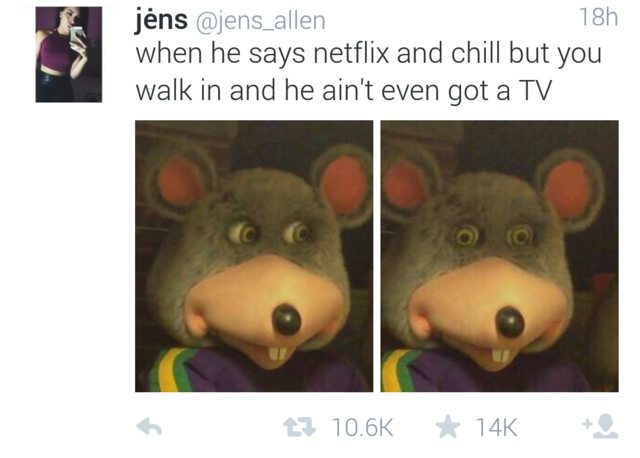 jėns @jens_allen 18h
when he says netflix and chill but you
walk in and he ain't even got a TV
10.6K 14K